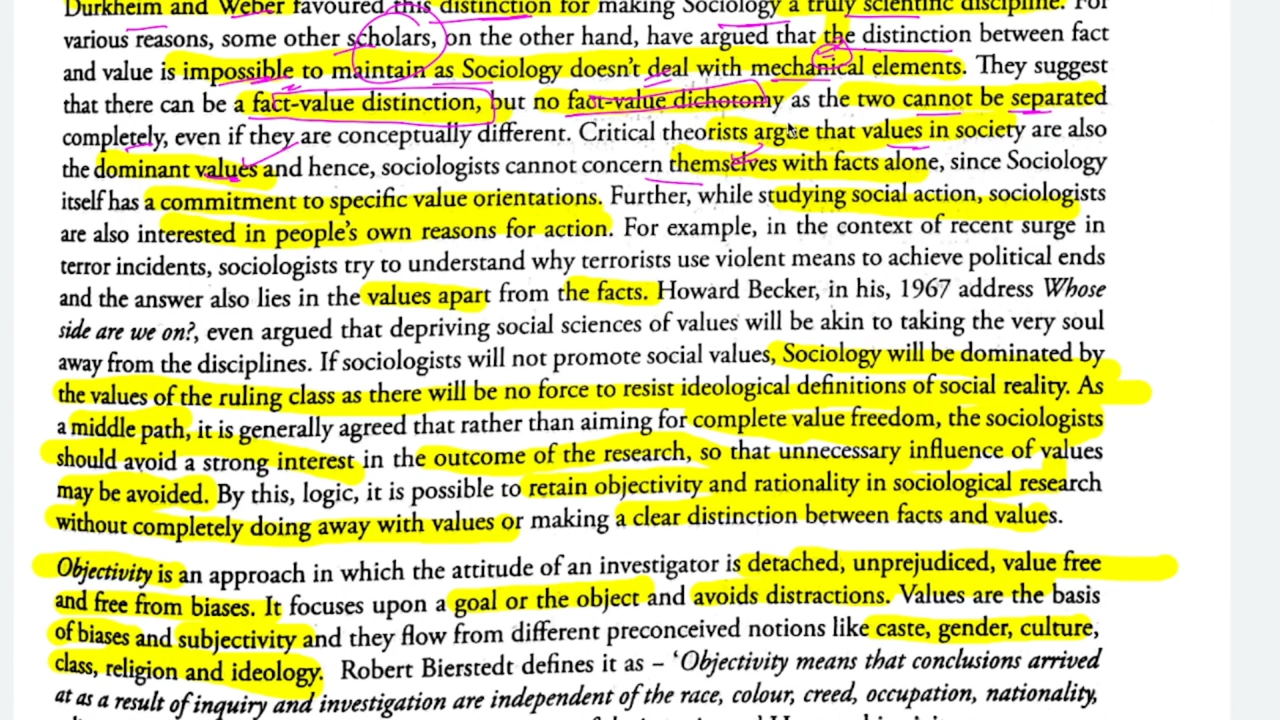 Durkheim and Weber favoured this distinction for making Sociology a truly scientific discipline. For
various reasons, some other scholars, on the other hand, have argued that the distinction between fact
and value is impossible to maintain as Sociology doesn't deal with mechanical elements. They suggest
that there can be a fact-value distinction, but no fact-value dichotomy as the two cannot be separated
completely, even if they are conceptually different. Critical theorists argue that values in society are also
the dominant values and hence, sociologists cannot concern themselves with facts alone, since Sociology
itself has a commitment to specific value orientations. Further, while studying social action, sociologists
are also interested in people's own reasons for action. For example, in the context of recent surge in
terror incidents, sociologists try to understand why terrorists use violent means to achieve political ends
and the answer also lies in the values apart from the facts. Howard Becker, in his, 1967 address Whose
side are we on?, even argued that depriving social sciences of values will be akin to taking the very soul
away from the disciplines. If sociologists will not promote social values, Sociology will be dominated by
the values of the ruling class as there will be no force to resist ideological definitions of social reality. As
a middle path, it is generally agreed that rather than aiming for complete value freedom, the sociologists
should avoid a strong interest in the outcome of the research, so that unnecessary influence of values
may be avoided. By this, logic, it is possible to retain objectivity and rationality in sociological research
without completely doing away with values or making a clear distinction between facts and values.
Objectivity is an approach in which the attitude of an investigator is detached, unprejudiced, value free
and free from biases. It focuses upon a goal or the object and avoids distractions. Values are the basis
of biases and subjectivity and they flow from different preconceived notions like caste, gender, culture,
class, religion and ideology. Robert Bierstedt defines it as – 'Objectivity means that conclusions arrived
at as a result of inquiry and investigation are independent of the race, colour, creed, occupation, nationality,